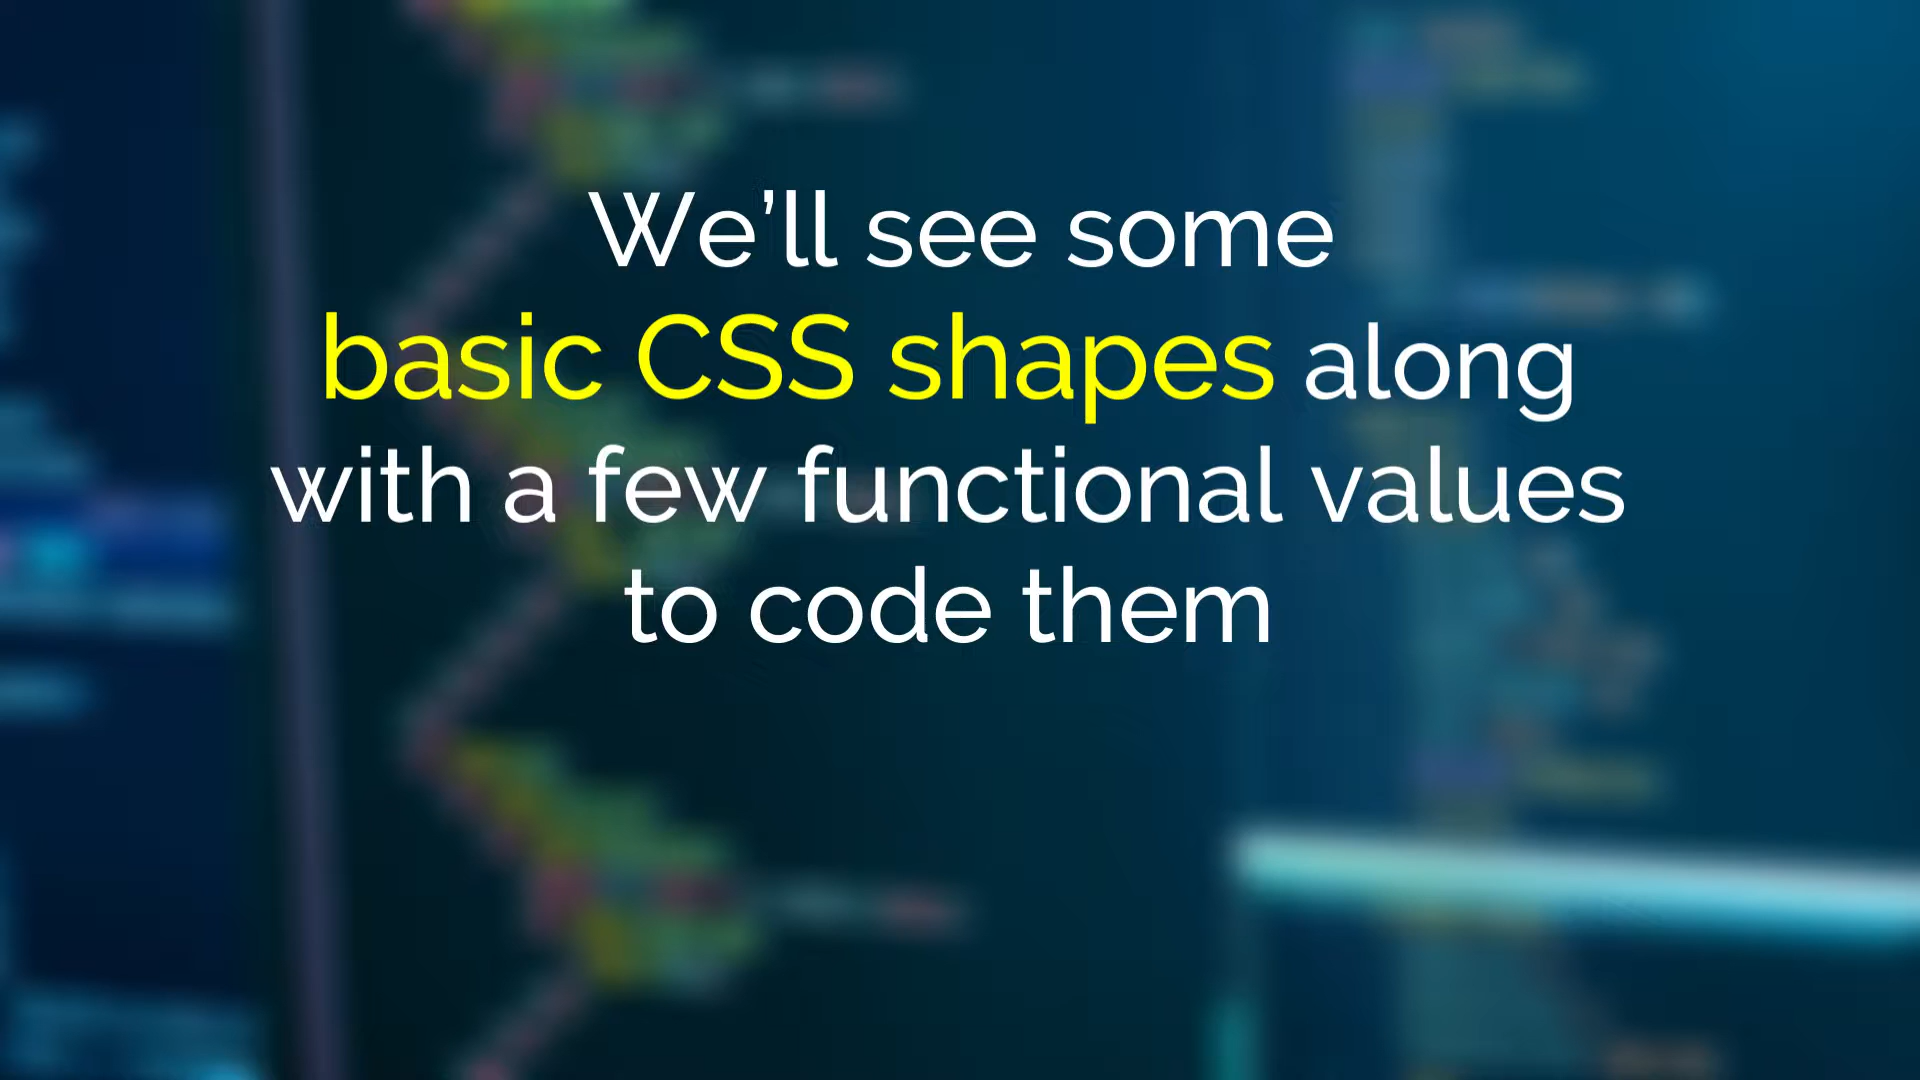 We’ll see some
basic CSS shapes along
with a few functional values
to code them